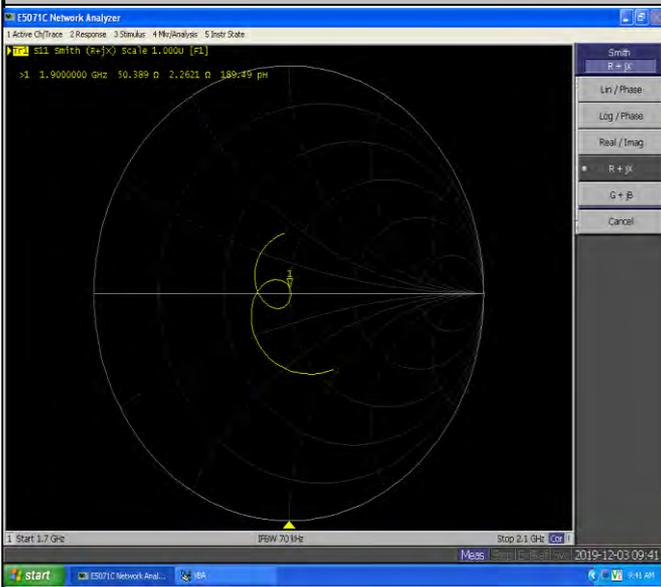 E5071C Network Analyzer
1 Active Ch/Trace 2 Response 3 Stimulus 4 Mkr/Analysis 5 Instr State
Tr1 S11 Smith (R+jX) Scale 1.000U [F1]
>1 1.9000000 GHz 50.389 Ω 2.2621 Ω 189.49 pH
1
Smith
R + jX
Lin / Phase
Log / Phase
Real / Imag
R + jX
G + jB
Cancel
1 Start 1.7 GHz IFBW 70 kHz Stop 2.1 GHz Cor
Meas 2019-12-03 09:41
start E5071C Network Anal... VBA 9:41 AM